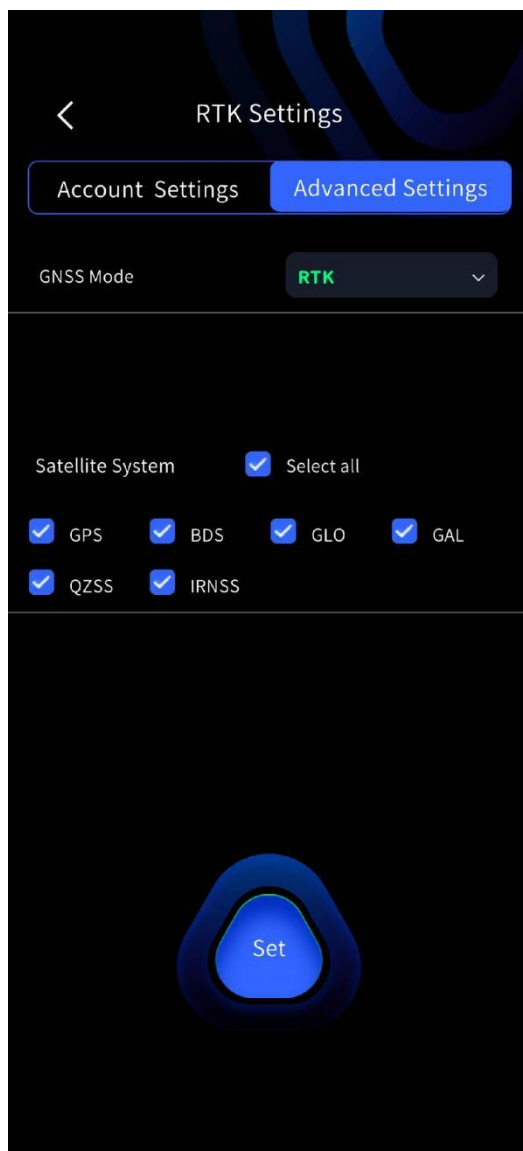 RTK Settings
Account Settings Advanced Settings
GNSS Mode RTK
Satellite System Select all
GPS BDS GLO GAL
QZSS IRNSS
Set